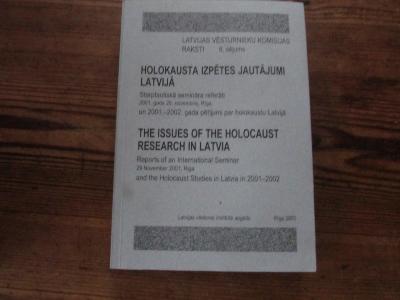 LATVIJAS VĒSTURNIEKU KOMISIJAS
RAKSTI 8. sējums
HOLOKAUSTA IZPĒTES JAUTĀJUMI
LATVIJĀ
Starptautiskā semināra referāti
2001. gada 29. novembris, Rīga,
un 2001.–2002. gada pētījumi par holokaustu Latvijā
THE ISSUES OF THE HOLOCAUST
RESEARCH IN LATVIA
Reports of an International Seminar
29 November 2001, Riga
and the Holocaust Studies in Latvia in 2001–2002
Latvijas vēstures institūta apgāds Rīga 2003